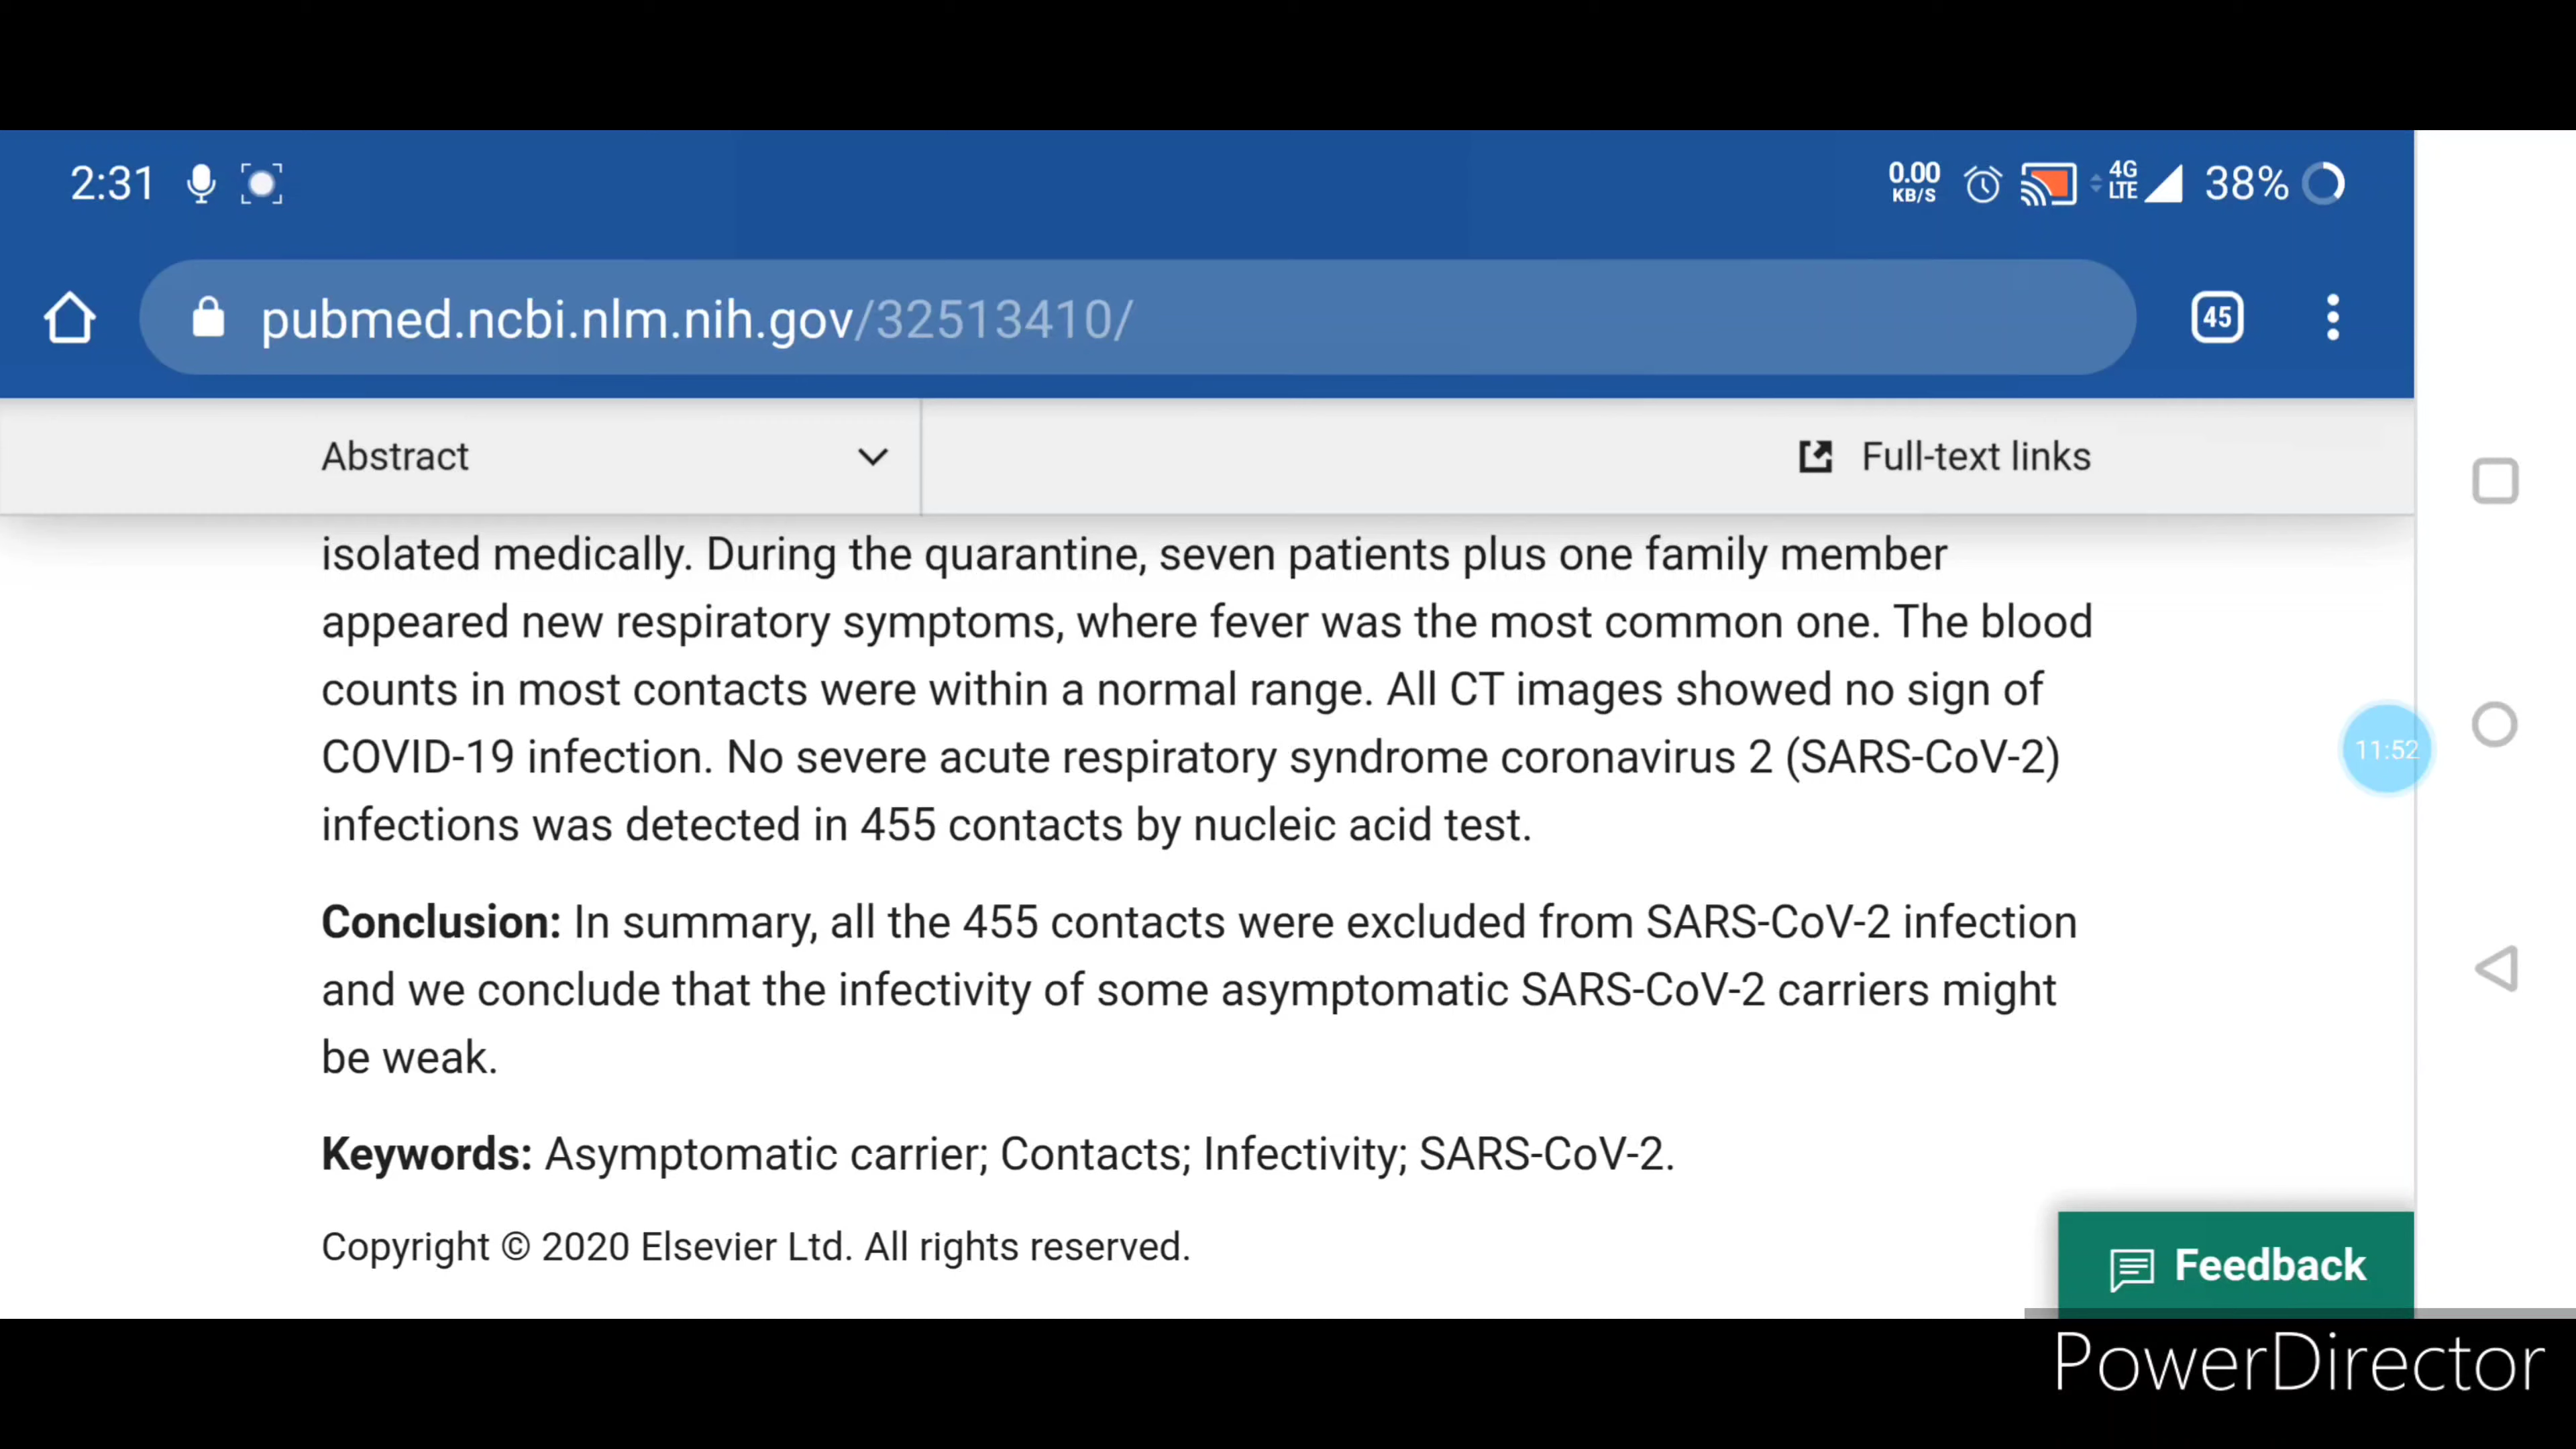 2:31
0.00
KB/S
4G
LTE
38%
pubmed.ncbi.nlm.nih.gov/32513410/
45
Abstract
Full-text links
isolated medically. During the quarantine, seven patients plus one family member
appeared new respiratory symptoms, where fever was the most common one. The blood
counts in most contacts were within a normal range. All CT images showed no sign of
COVID-19 infection. No severe acute respiratory syndrome coronavirus 2 (SARS-CoV-2)
infections was detected in 455 contacts by nucleic acid test.
11:52
Conclusion: In summary, all the 455 contacts were excluded from SARS-CoV-2 infection
and we conclude that the infectivity of some asymptomatic SARS-CoV-2 carriers might
be weak.
Keywords: Asymptomatic carrier; Contacts; Infectivity; SARS-CoV-2.
Copyright © 2020 Elsevier Ltd. All rights reserved.
Feedback
PowerDirector